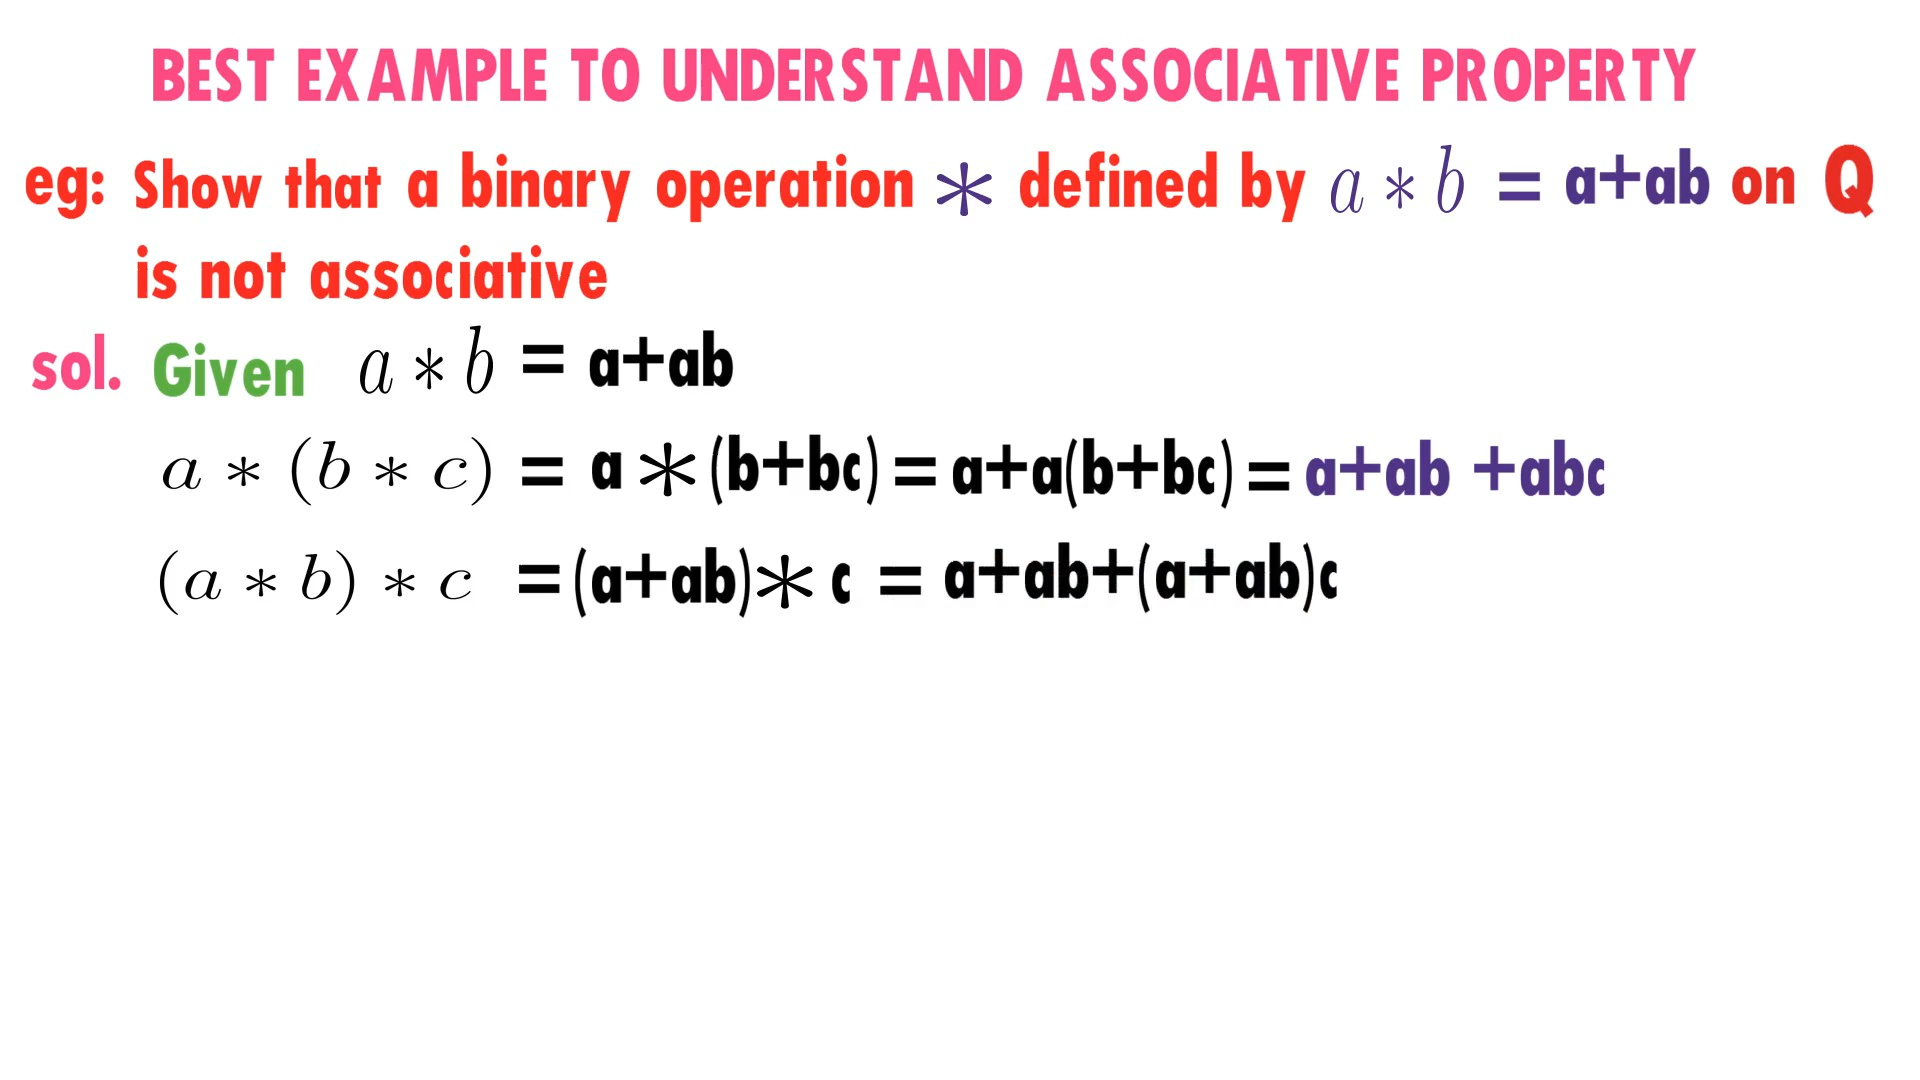 BEST EXAMPLE TO UNDERSTAND ASSOCIATIVE PROPERTY
eg: Show that a binary operation * defined by a * b = a+ab on Q
is not associative
sol. Given a * b = a+ab
a * (b * c) = a * (b+bc) = a+a(b+bc) = a+ab +abc
(a * b) * c = (a+ab) * c = a+ab+(a+ab)c